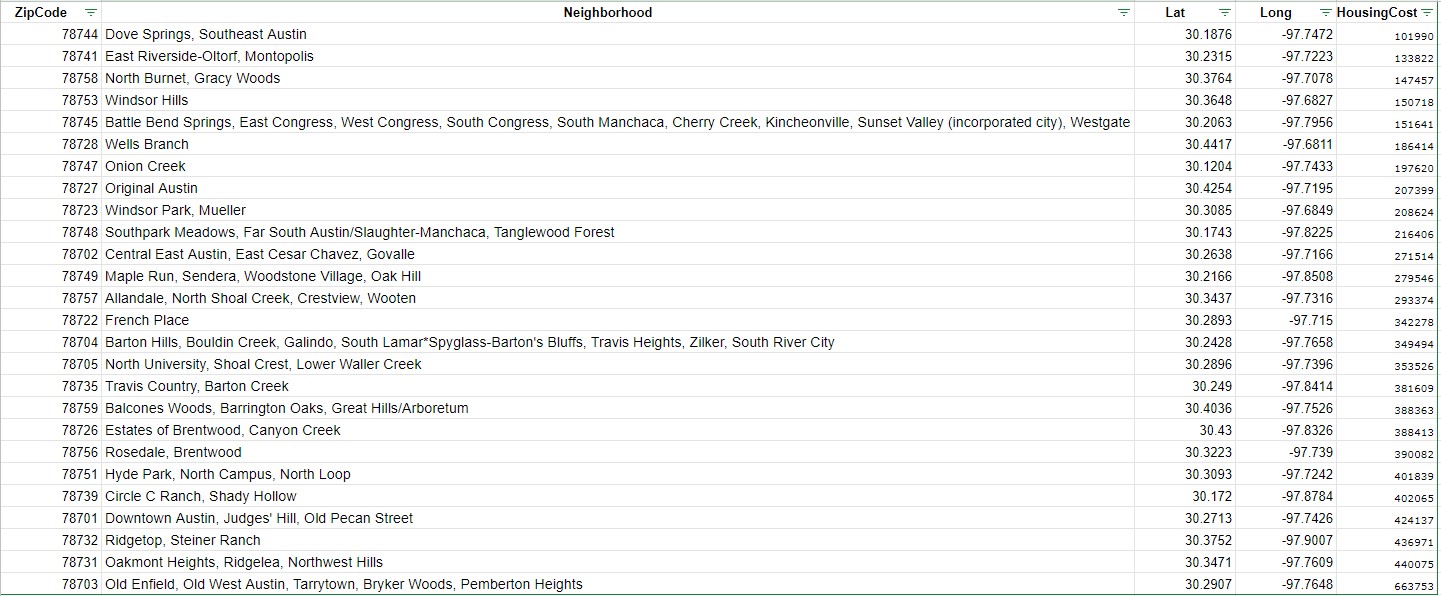 ZipCode Neighborhood Lat Long HousingCost
78744 Dove Springs, Southeast Austin 30.1876 -97.7472 101990
78741 East Riverside-Oltorf, Montopolis 30.2315 -97.7223 133822
78758 North Burnet, Gracy Woods 30.3764 -97.7078 147457
78753 Windsor Hills 30.3648 -97.6827 150718
78745 Battle Bend Springs, East Congress, West Congress, South Congress, South Manchaca, Cherry Creek, Kincheonville, Sunset Valley (incorporated city), Westgate 30.2063 -97.7956 151641
78728 Wells Branch 30.4417 -97.6811 186414
78747 Onion Creek 30.1204 -97.7433 197620
78727 Original Austin 30.4254 -97.7195 207399
78723 Windsor Park, Mueller 30.3085 -97.6849 208624
78748 Southpark Meadows, Far South Austin/Slaughter-Manchaca, Tanglewood Forest 30.1743 -97.8225 216406
78702 Central East Austin, East Cesar Chavez, Govalle 30.2638 -97.7166 271514
78749 Maple Run, Sendera, Woodstone Village, Oak Hill 30.2166 -97.8508 279546
78757 Allandale, North Shoal Creek, Crestview, Wooten 30.3437 -97.7316 293374
78722 French Place 30.2893 -97.715 342278
78704 Barton Hills, Bouldin Creek, Galindo, South Lamar*Spyglass-Barton's Bluffs, Travis Heights, Zilker, South River City 30.2428 -97.7658 349494
78705 North University, Shoal Crest, Lower Waller Creek 30.2896 -97.7396 353526
78735 Travis Country, Barton Creek 30.249 -97.8414 381609
78759 Balcones Woods, Barrington Oaks, Great Hills/Arboretum 30.4036 -97.7526 388363
78726 Estates of Brentwood, Canyon Creek 30.43 -97.8326 388413
78756 Rosedale, Brentwood 30.3223 -97.739 390082
78751 Hyde Park, North Campus, North Loop 30.3093 -97.7242 401839
78739 Circle C Ranch, Shady Hollow 30.172 -97.8784 402065
78701 Downtown Austin, Judges' Hill, Old Pecan Street 30.2713 -97.7426 424137
78732 Ridgetop, Steiner Ranch 30.3752 -97.9007 436971
78731 Oakmont Heights, Ridgelea, Northwest Hills 30.3471 -97.7609 440075
78703 Old Enfield, Old West Austin, Tarrytown, Bryker Woods, Pemberton Heights 30.2907 -97.7648 663753